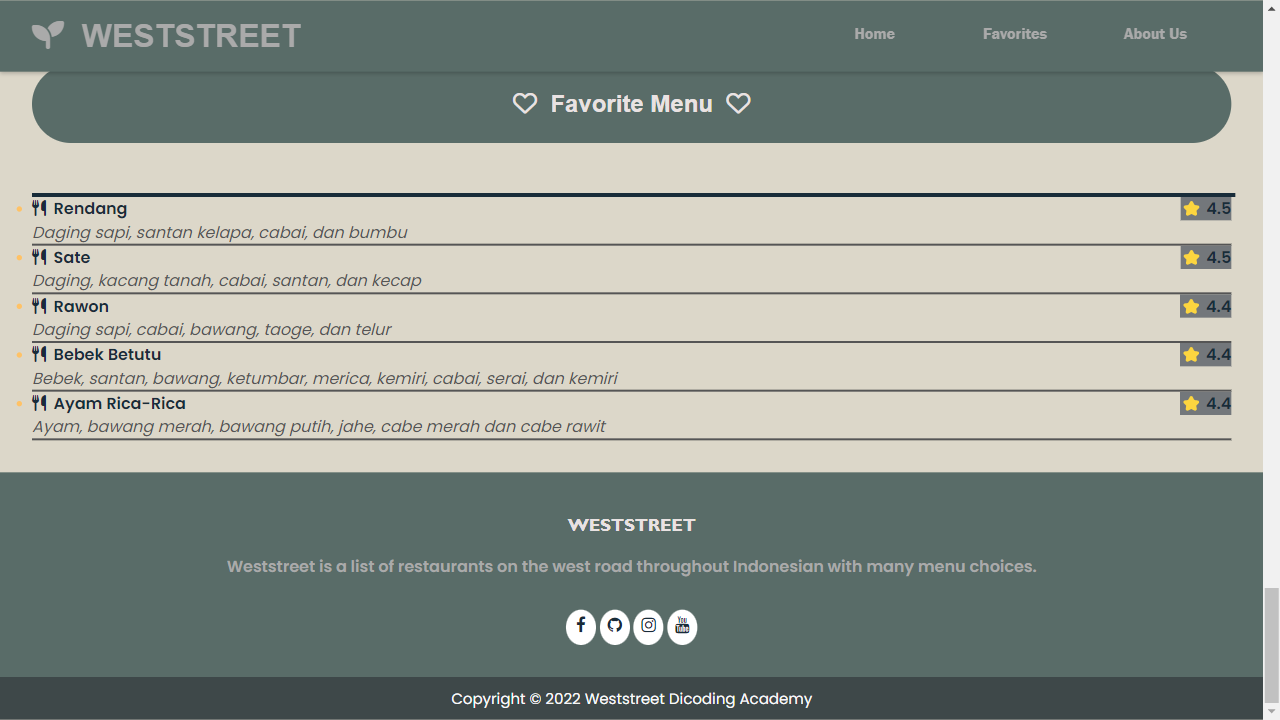 WESTSTREET
Home Favorites About Us
Favorite Menu
Rendang 4.5
Daging sapi, santan kelapa, cabai, dan bumbu
Sate 4.5
Daging, kacang tanah, cabai, santan, dan kecap
Rawon 4.4
Daging sapi, cabai, bawang, taoge, dan telur
Bebek Betutu 4.4
Bebek, santan, bawang, ketumbar, merica, kemiri, cabai, serai, dan kemiri
Ayam Rica-Rica 4.4
Ayam, bawang merah, bawang putih, jahe, cabe merah dan cabe rawit
WESTSTREET
Weststreet is a list of restaurants on the west road throughout Indonesian with many menu choices.
You Tube
Copyright © 2022 Weststreet Dicoding Academy